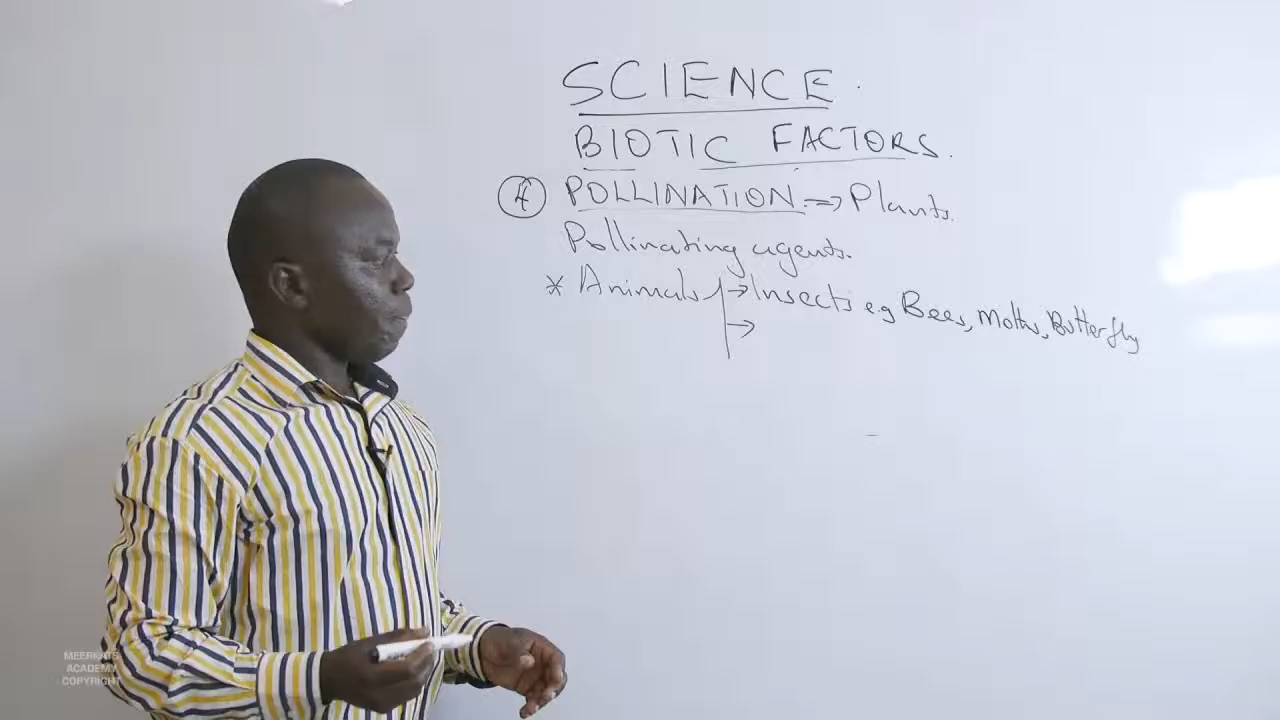 SCIENCE.
BIOTIC FACTORS.
4 POLLINATION. => Plants.
Pollinating agents.
* Animals → Insects e.g Bees, Moths, Butterfly
→
MEERKATS
ACADEMY
COPYRIGHT